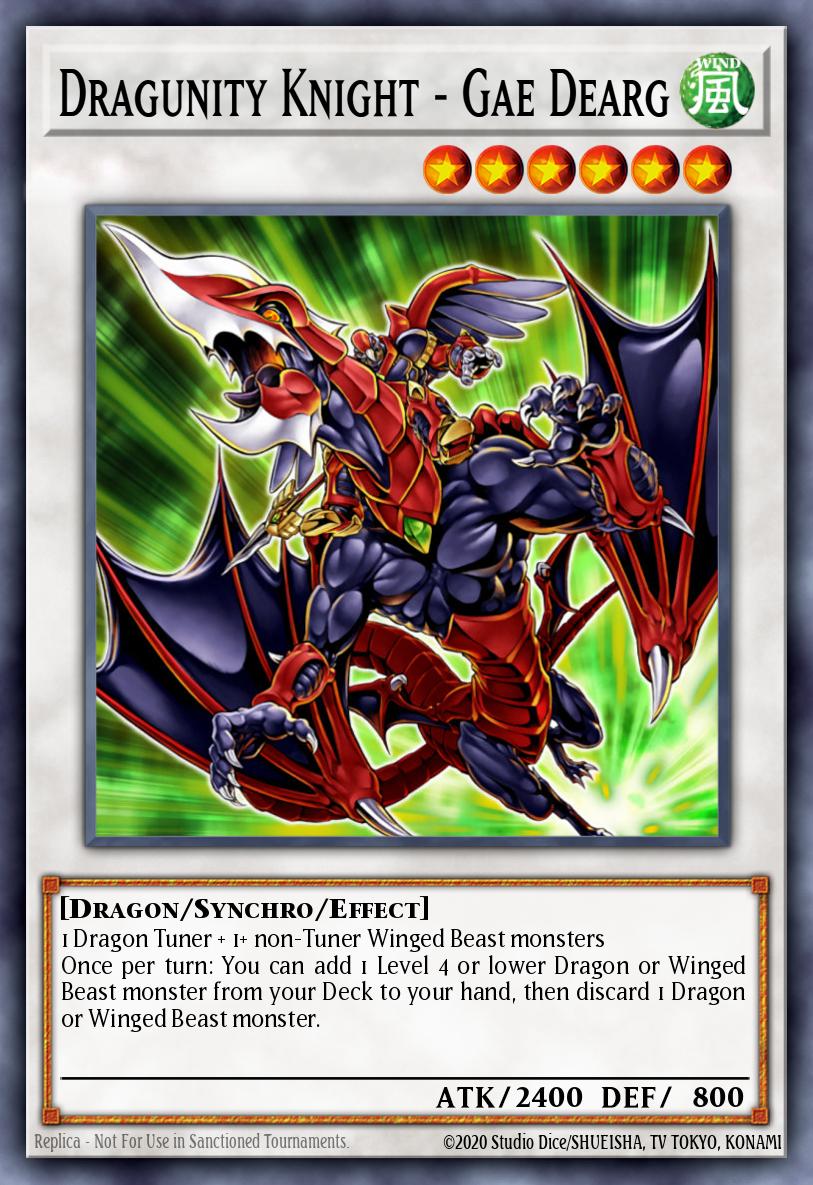 Dragunity Knight - Gae Dearg
WIND
風
[Dragon/Synchro/Effect]
1 Dragon Tuner + 1+ non-Tuner Winged Beast monsters
Once per turn: You can add 1 Level 4 or lower Dragon or Winged
Beast monster from your Deck to your hand, then discard 1 Dragon
or Winged Beast monster.
ATK/2400 DEF/ 800
Replica - Not For Use in Sanctioned Tournaments.
©2020 Studio Dice/SHUEISHA, TV TOKYO, KONAMI